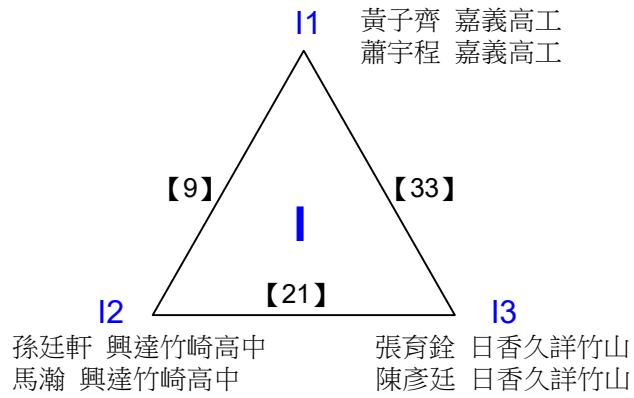 I1
黃子齊 嘉義高工
蕭宇程 嘉義高工
【9】
【33】
I
【21】
I2
I3
孫廷軒 興達竹崎高中
馬瀚 興達竹崎高中
張育銓 日香久詳竹山
陳彥廷 日香久詳竹山